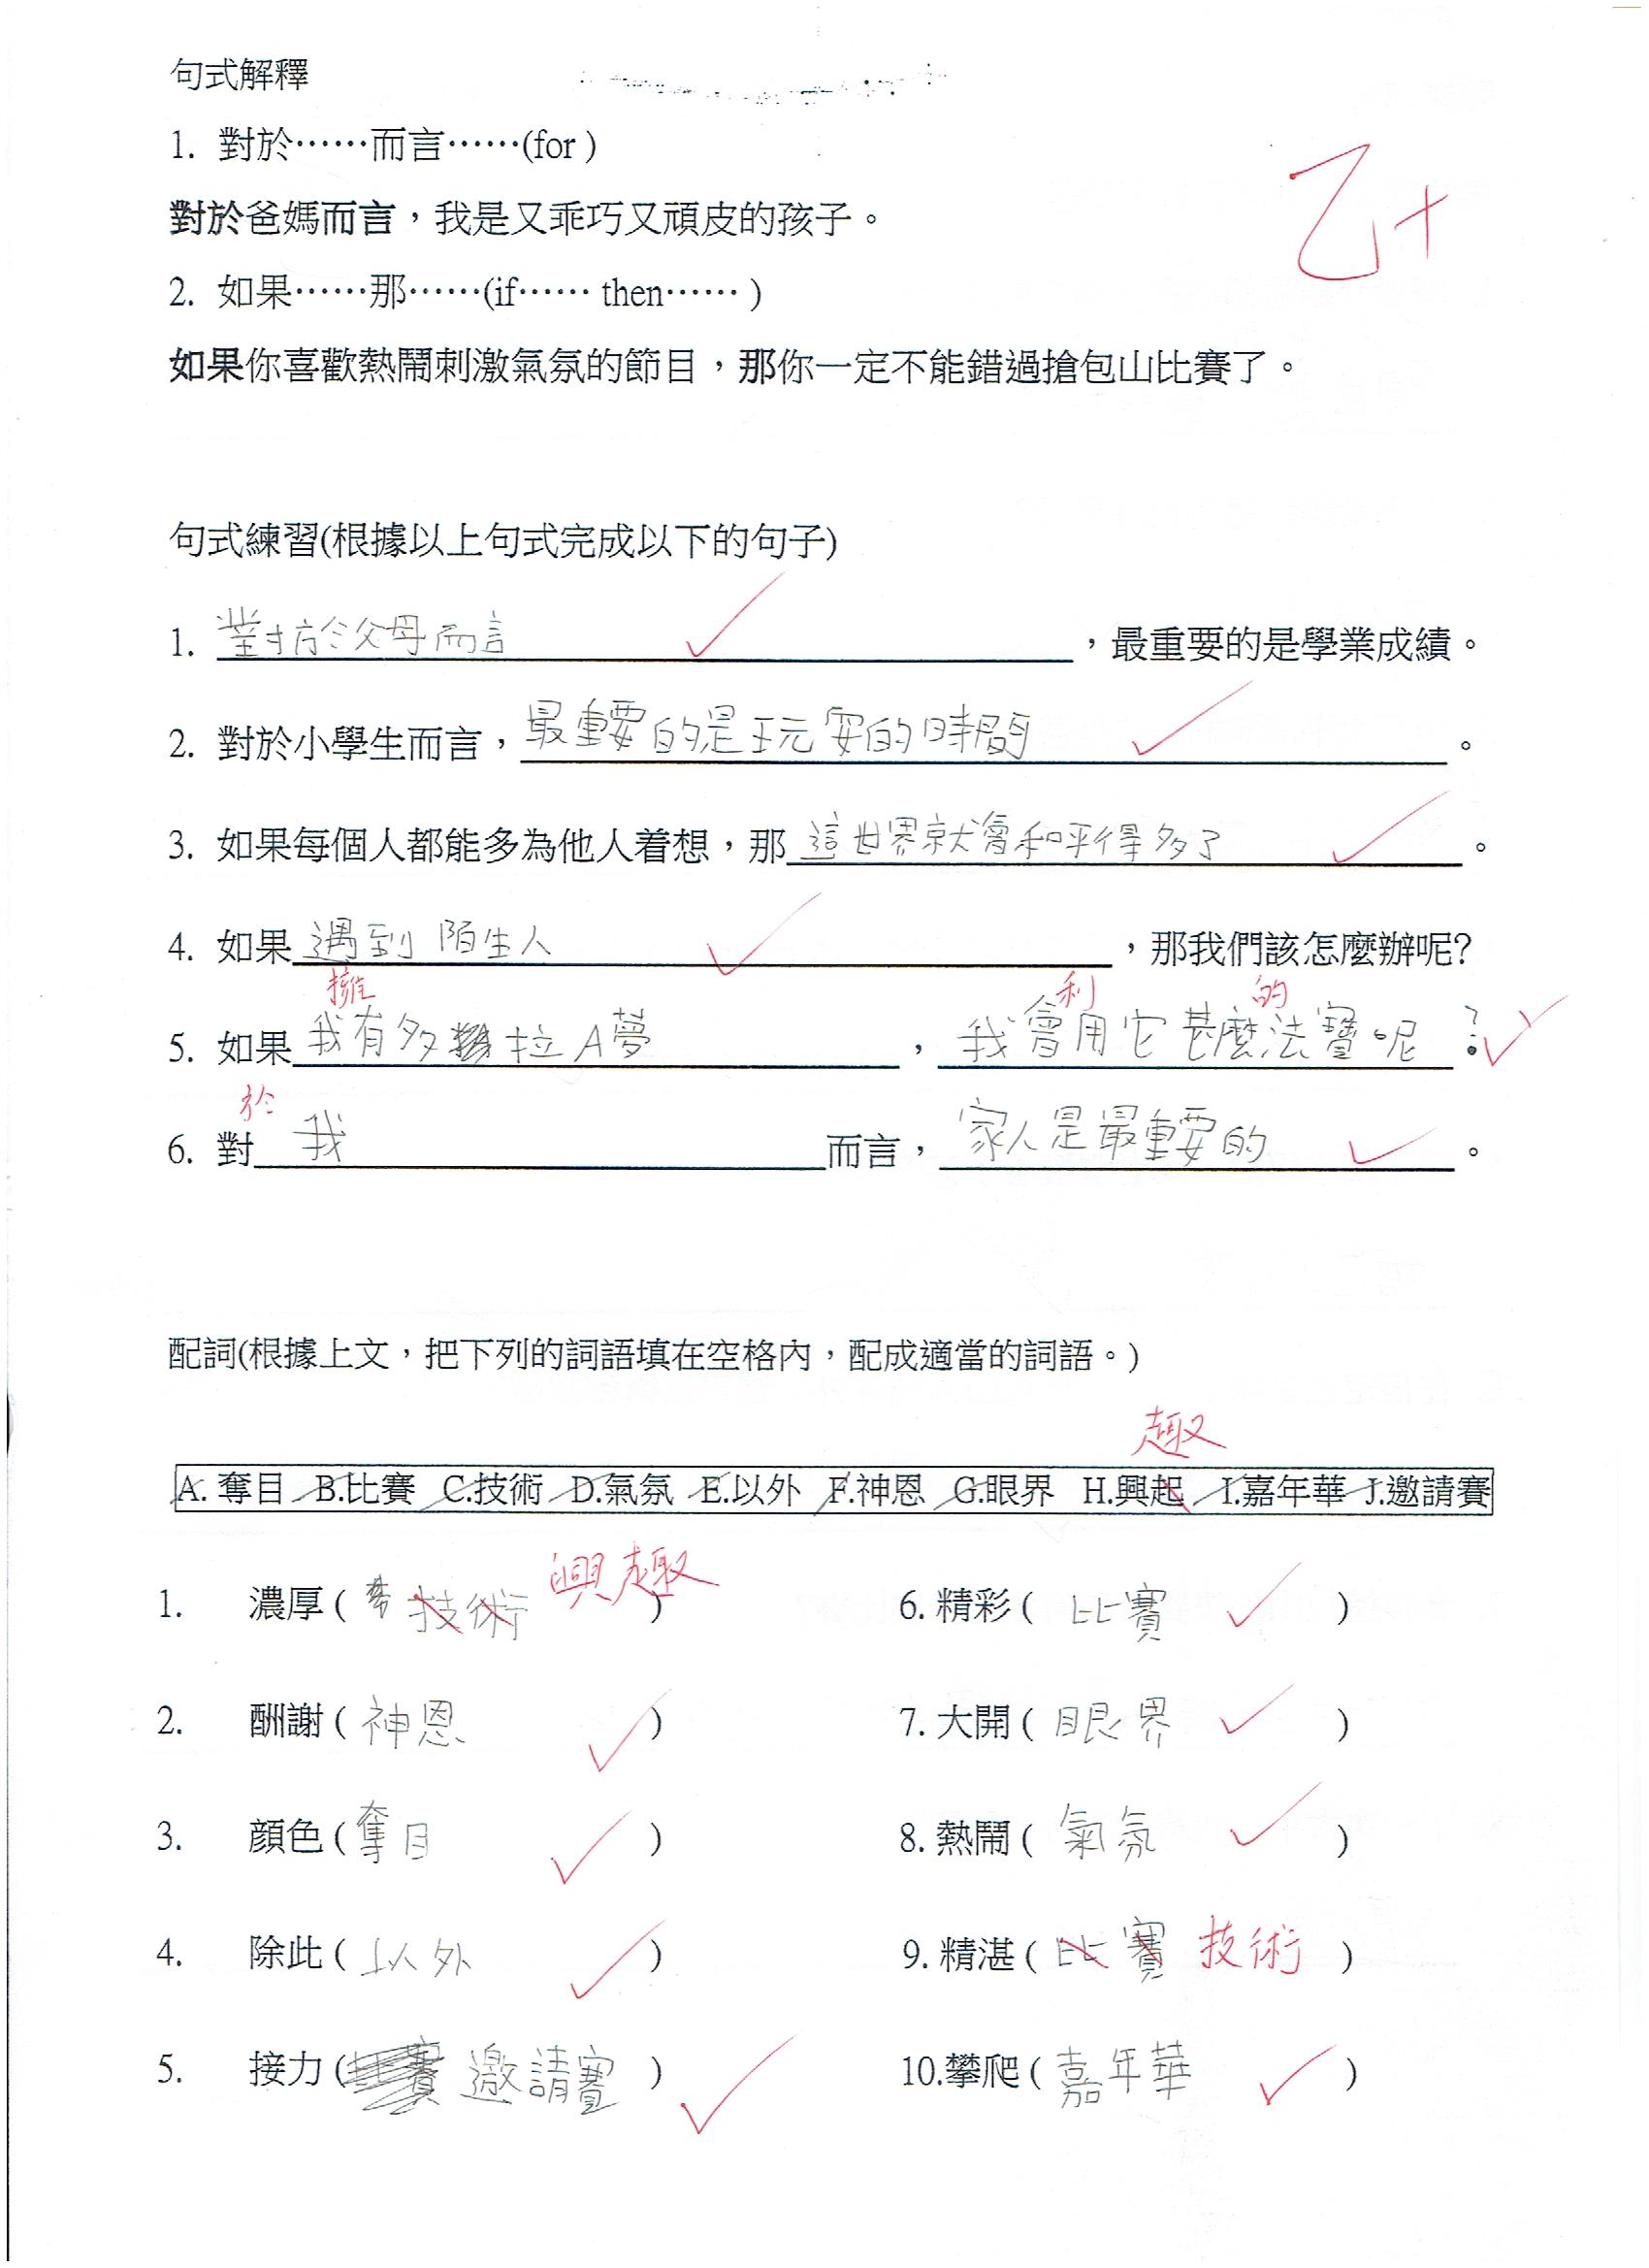 句式解釋
1. 對於……而言……(for )
乙+
對於爸媽而言，我是又乖巧又頑皮的孩子。
2. 如果……那……(if…… then…… )
如果你喜歡熱鬧刺激氣氛的節目，那你一定不能錯過搶包山比賽了。
句式練習(根據以上句式完成以下的句子)
1. 對於父母而言，最重要的是學業成績。
2. 對於小學生而言，最重要的是玩耍的時間。
3. 如果每個人都能多為他人着想，那這世界就會和平得多了。
4. 如果遇到陌生人，那我們該怎麼辦呢?
擁 利 的
5. 如果我有多拉A夢，我會用它甚麼法寶呢?
於
6. 對我而言，家人是最重要的。
配詞(根據上文，把下列的詞語填在空格內，配成適當的詞語。)
趣
A. 奪目 B.比賽 C.技術 D.氣氛 E.以外 F.神恩 G.眼界 H.興起 I.嘉年華 J.邀請賽
1. 濃厚 ( 技術 興趣 ) 6. 精彩 ( 比賽 )
2. 酬謝 ( 神恩 ) 7. 大開 ( 眼界 )
3. 顏色 ( 奪目 ) 8. 熱鬧 ( 氣氛 )
4. 除此 ( 以外 ) 9. 精湛 ( 比賽 技術 )
5. 接力 ( 比賽 邀請賽 ) 10.攀爬 ( 嘉年華 )